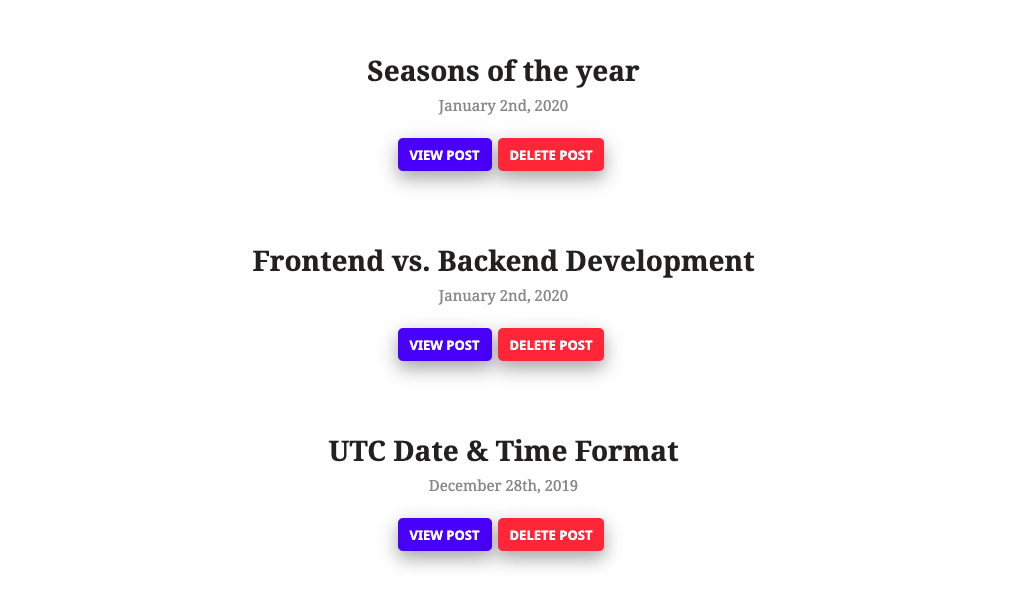 Seasons of the year
January 2nd, 2020
VIEW POST DELETE POST
Frontend vs. Backend Development
January 2nd, 2020
VIEW POST DELETE POST
UTC Date & Time Format
December 28th, 2019
VIEW POST DELETE POST